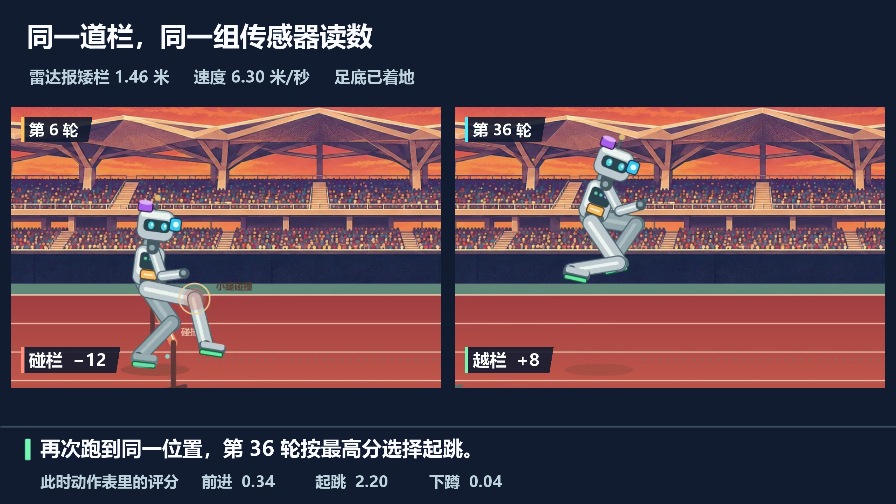 同一道栏，同一组传感器读数
雷达报矮栏 1.46 米 速度 6.30 米/秒 足底已着地
第 6 轮
第 36 轮
小腿碰撞
碰栏 -12
越栏 +8
再次跑到同一位置，第 36 轮按最高分选择起跳。
此时动作表里的评分 前进 0.34 起跳 2.20 下蹲 0.04